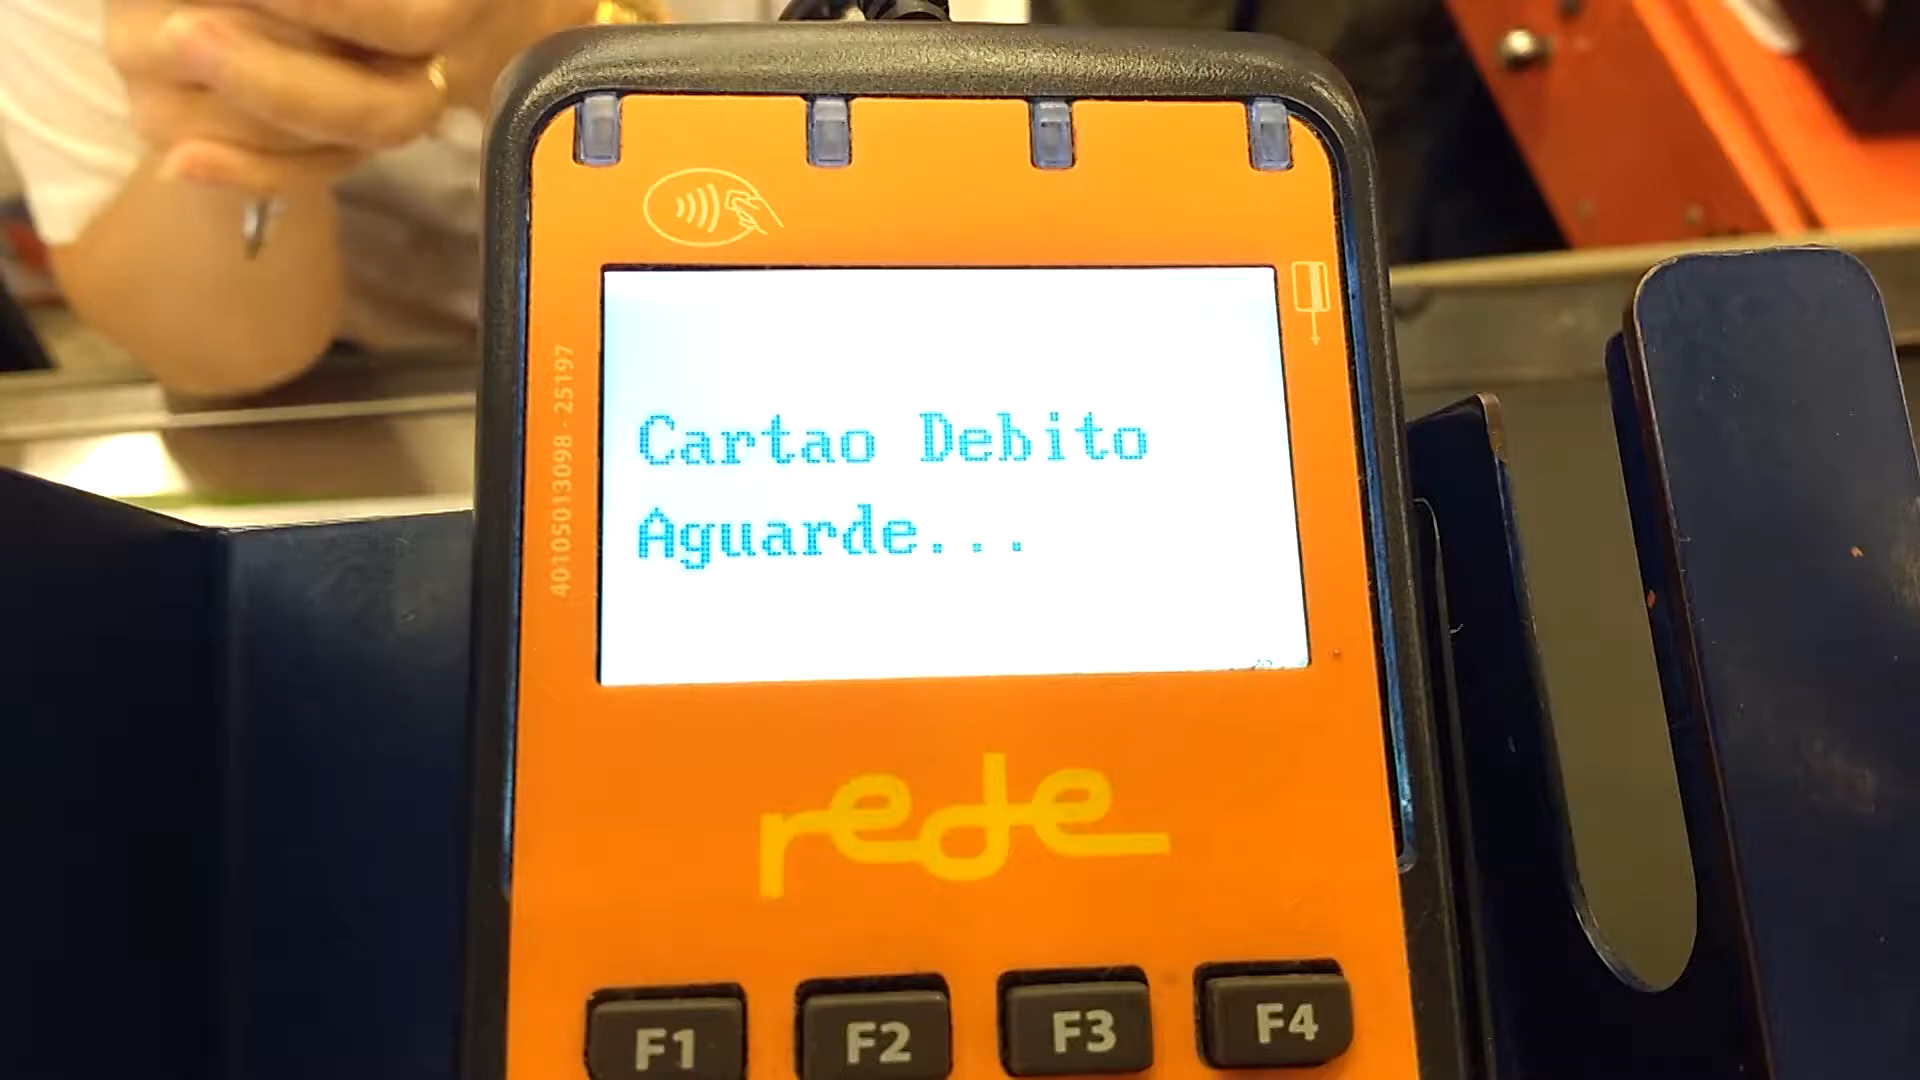 40105013098 - 25197
Cartao Debito
Aguarde...
rede
F1 F2 F3 F4